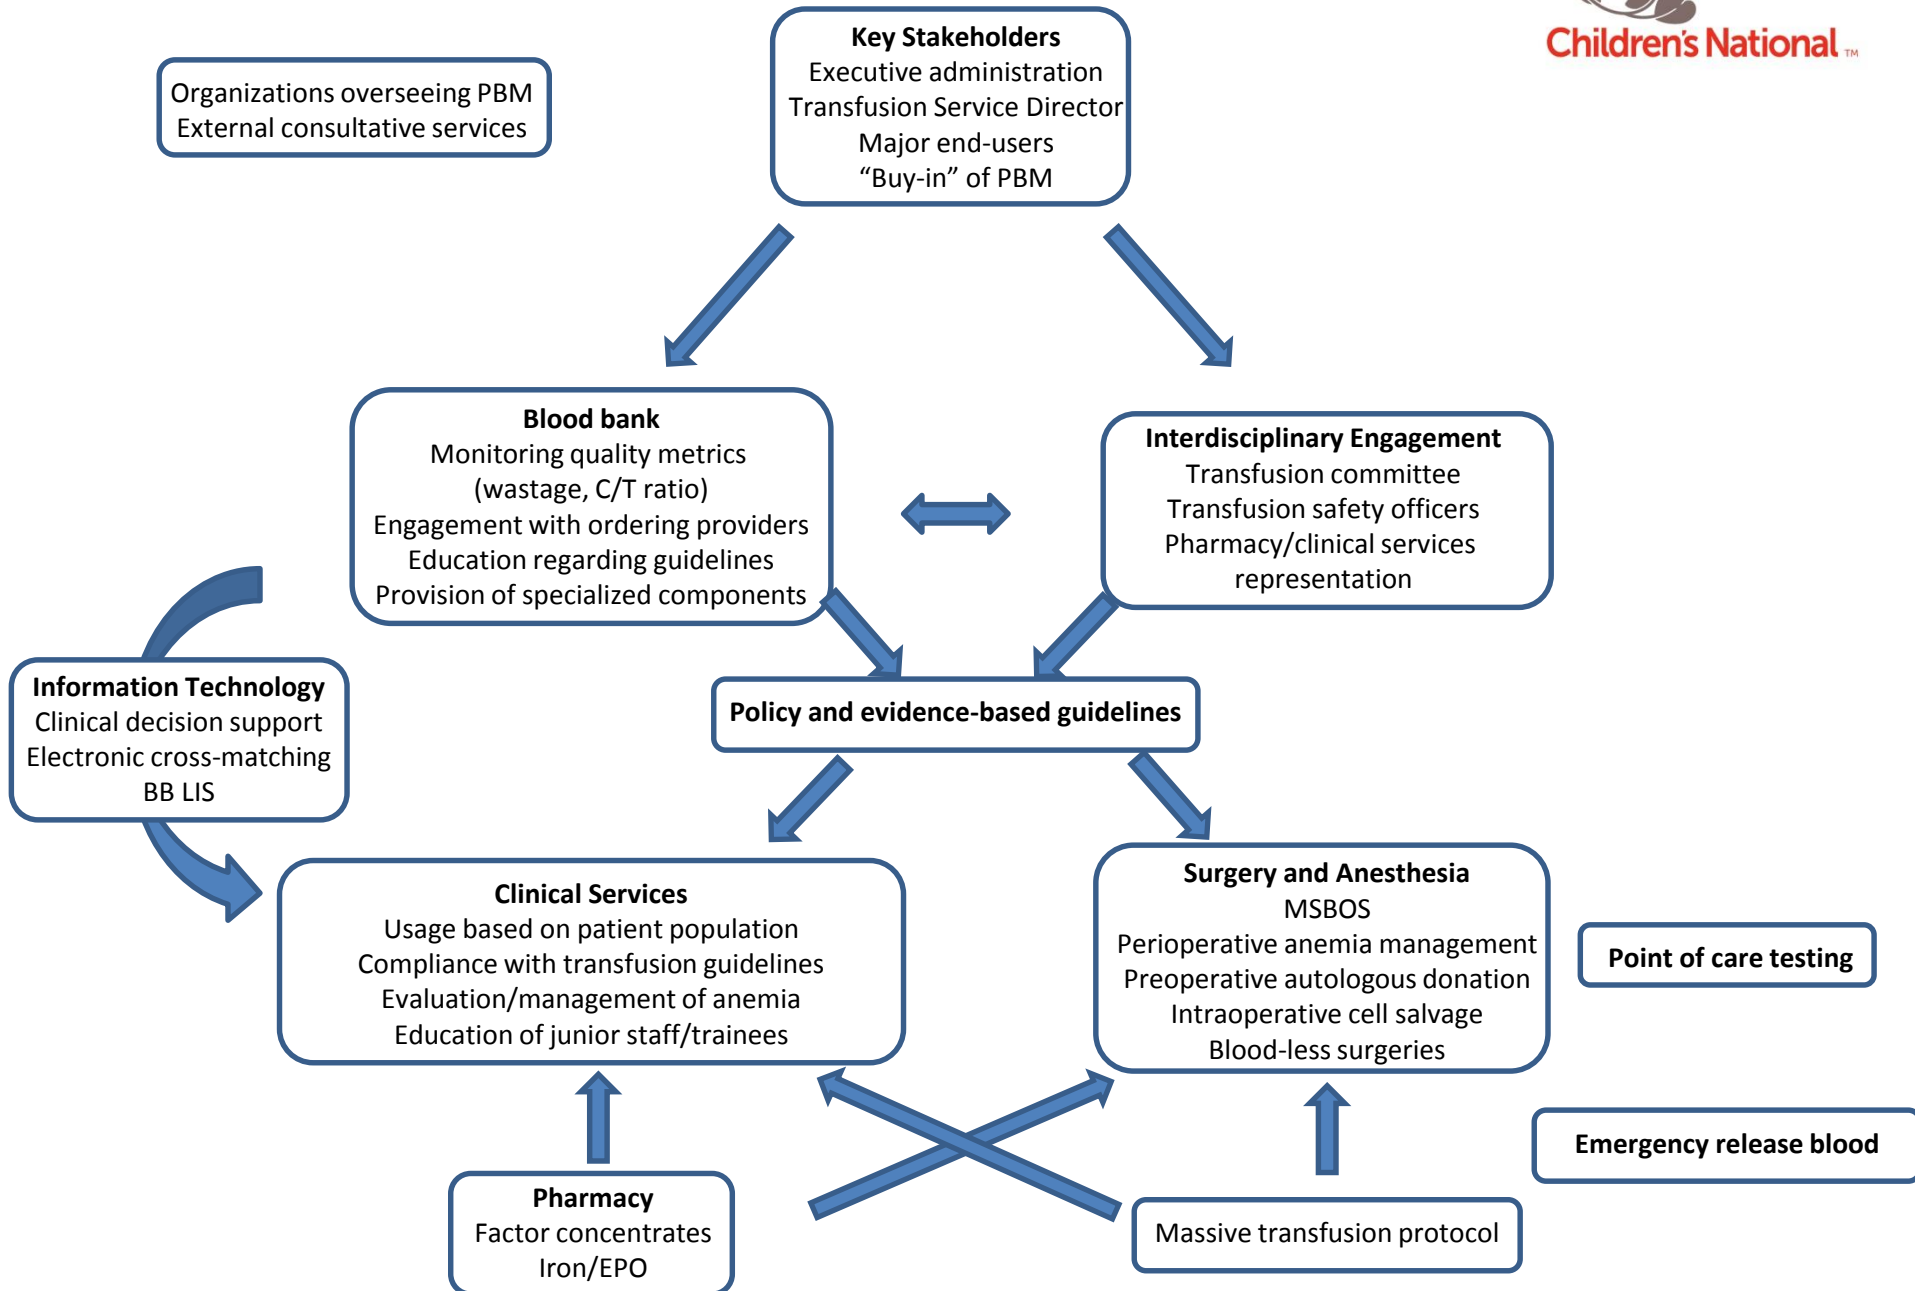 Children's National ™
Key Stakeholders
Executive administration
Transfusion Service Director
Major end-users
“Buy-in” of PBM
Organizations overseeing PBM
External consultative services
Blood bank
Monitoring quality metrics
(wastage, C/T ratio)
Engagement with ordering providers
Education regarding guidelines
Provision of specialized components
Interdisciplinary Engagement
Transfusion committee
Transfusion safety officers
Pharmacy/clinical services
representation
Information Technology
Clinical decision support
Electronic cross-matching
BB LIS
Policy and evidence-based guidelines
Clinical Services
Usage based on patient population
Compliance with transfusion guidelines
Evaluation/management of anemia
Education of junior staff/trainees
Surgery and Anesthesia
MSBOS
Perioperative anemia management
Preoperative autologous donation
Intraoperative cell salvage
Blood-less surgeries
Point of care testing
Emergency release blood
Pharmacy
Factor concentrates
Iron/EPO
Massive transfusion protocol